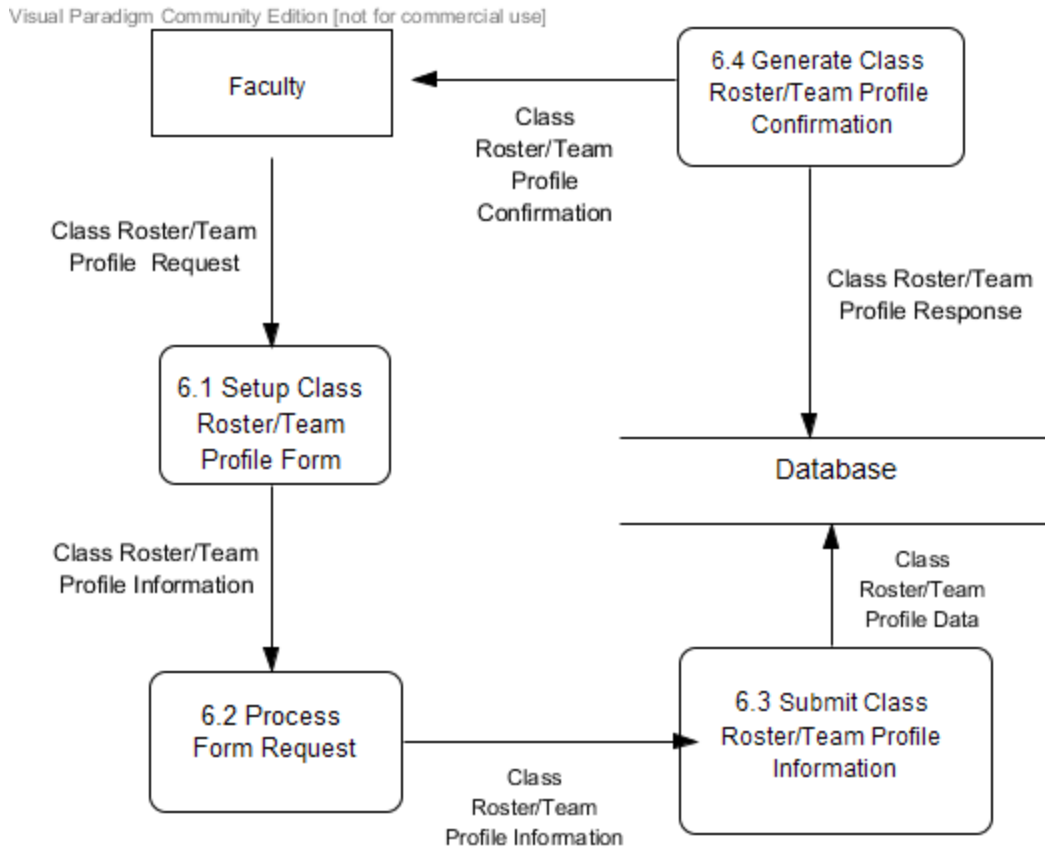 Visual Paradigm Community Edition [not for commercial use]
Faculty
6.4 Generate Class
Roster/Team Profile
Confirmation
Class
Roster/Team
Profile
Confirmation
Class Roster/Team
Profile Request
Class Roster/Team
Profile Response
6.1 Setup Class
Roster/Team
Profile Form
Database
Class Roster/Team
Profile Information
Class
Roster/Team
Profile Data
6.2 Process
Form Request
6.3 Submit Class
Roster/Team Profile
Information
Class
Roster/Team
Profile Information